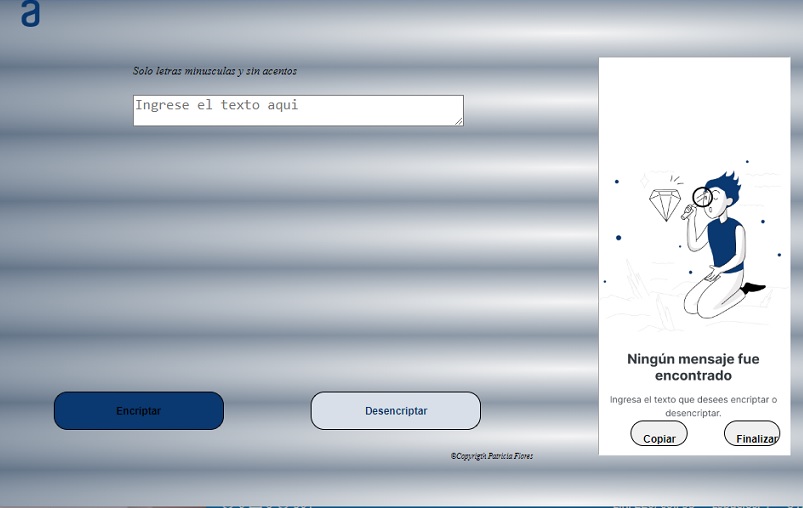 a
Solo letras minusculas y sin acentos
Ingrese el texto aqui
Ningún mensaje fue
encontrado
Ingresa el texto que desees encriptar o
desencriptar.
Encriptar
Desencriptar
Copiar
Finalizar
©Copyrigth Patricia Flores